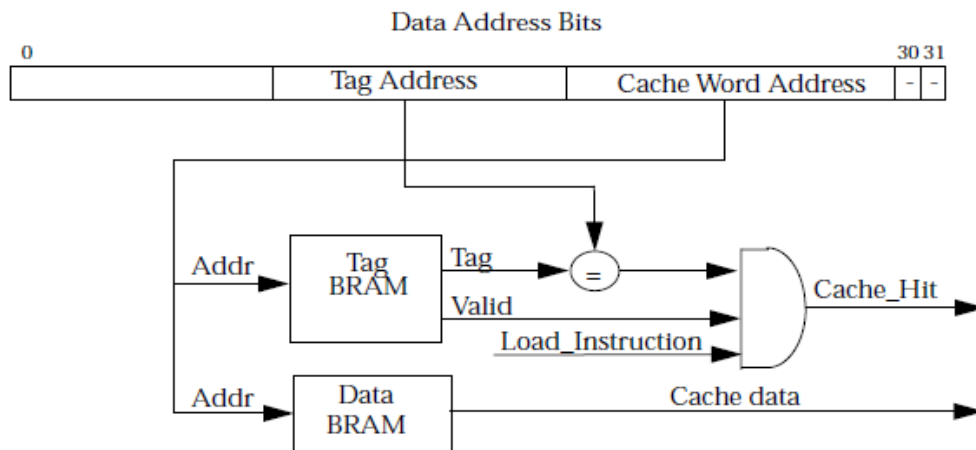 Data Address Bits
0
30 31
Tag Address
Cache Word Address
-
-
Addr
Tag
BRAM
Tag
=
Valid
Load_Instruction
Cache_Hit
Addr
Data
BRAM
Cache data